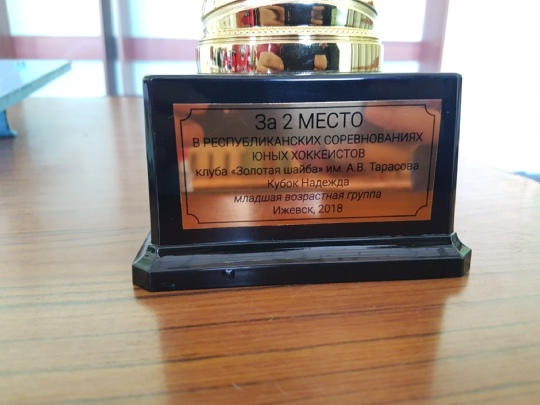 За 2 МЕСТО
В РЕСПУБЛИКАНСКИХ СОРЕВНОВАНИЯХ
ЮНЫХ ХОККЕИСТОВ
клуба «Золотая шайба» им. А.В. Тарасова
Кубок Надежда
младшая возрастная группа
Ижевск, 2018